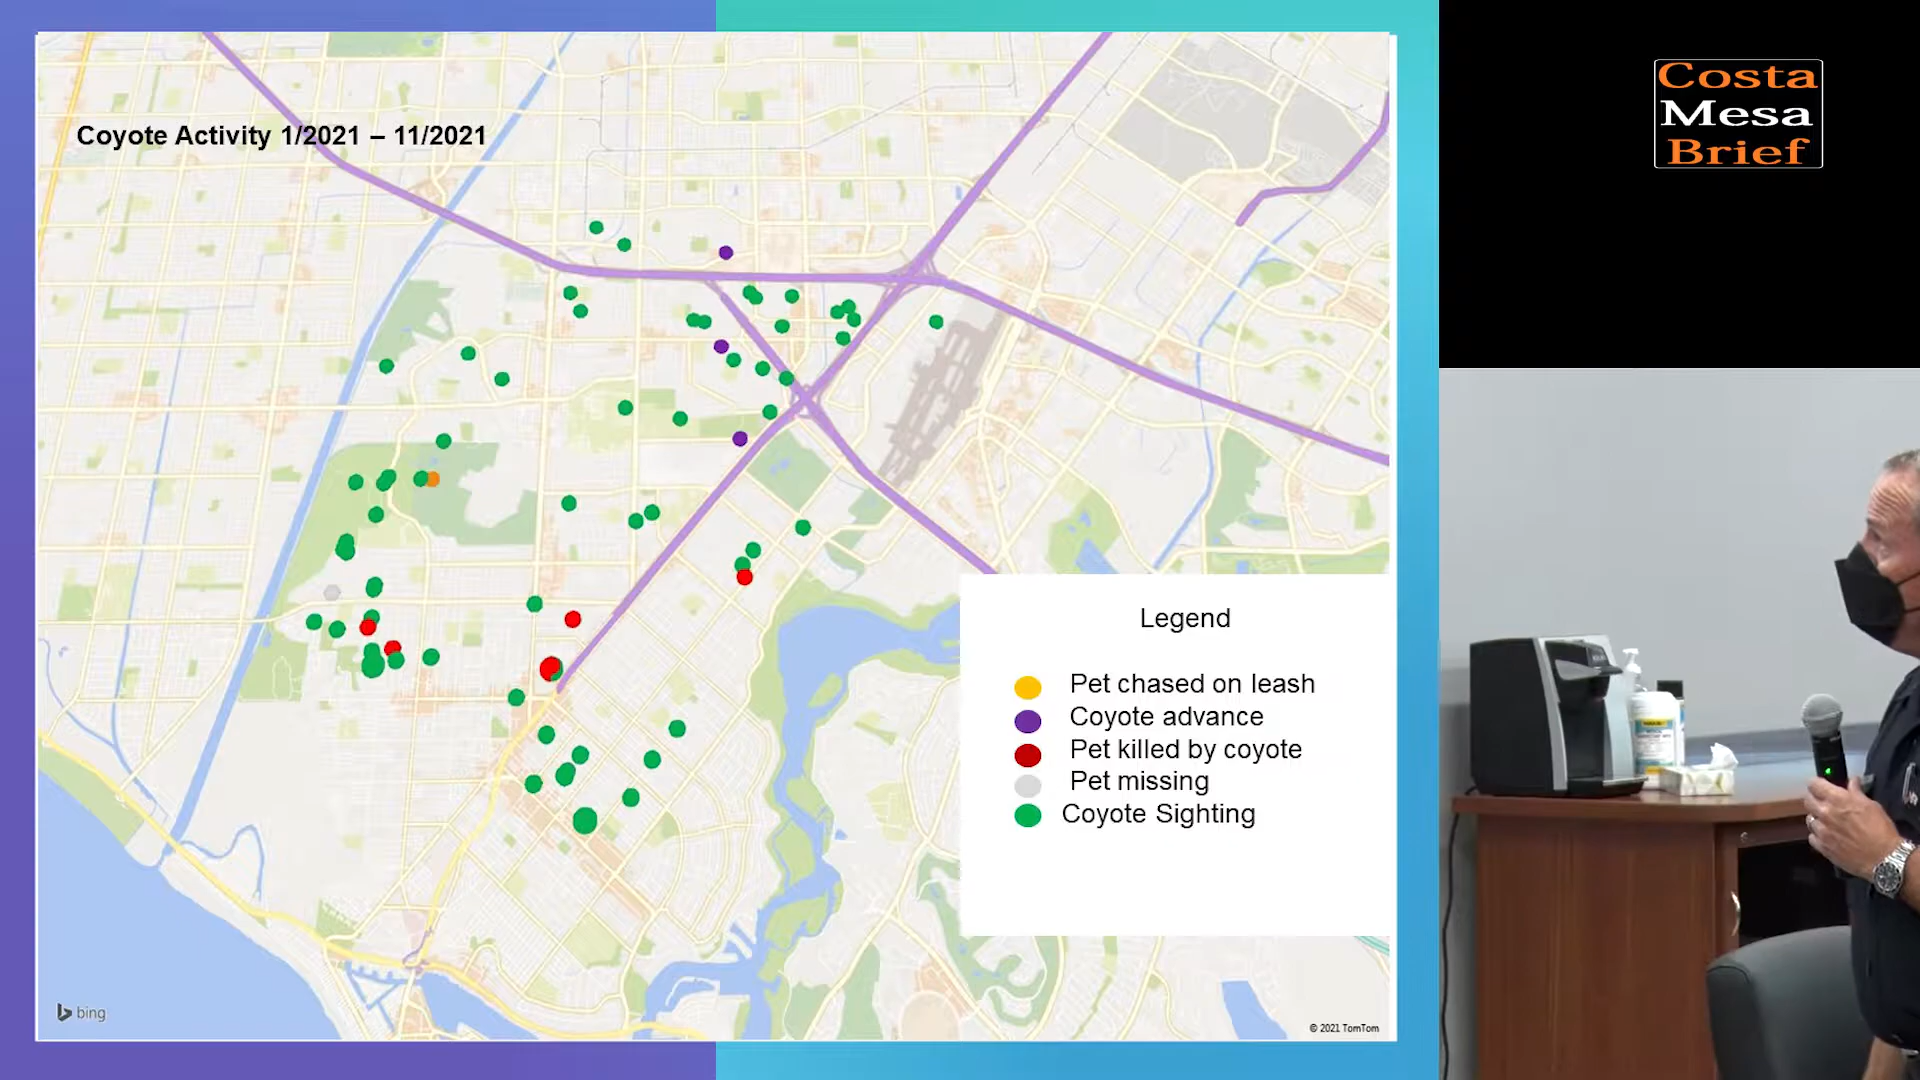 Coyote Activity 1/2021 – 11/2021
Costa
Mesa
Brief
Legend
Pet chased on leash
Coyote advance
Pet killed by coyote
Pet missing
Coyote Sighting
bing
© 2021 TomTom